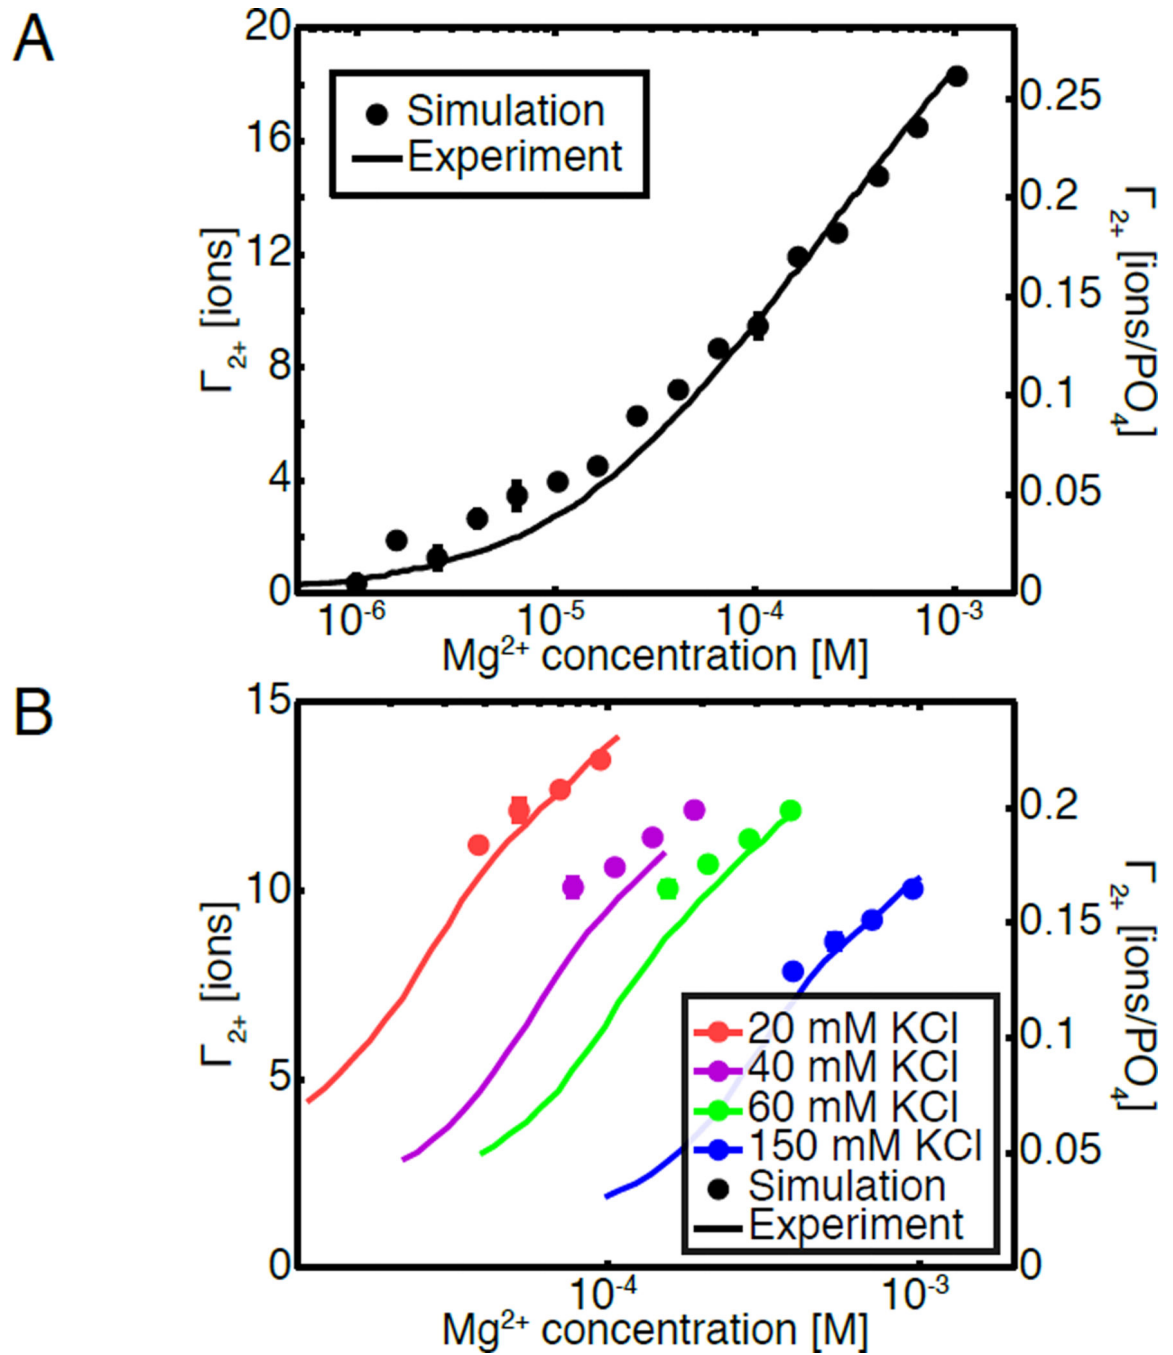 A
20
16
12
8
4
0
Γ2+ [ions]
Simulation
Experiment
0.25
0.2
0.15
0.1
0.05
0
Γ2+ [ions/PO4]
10-6 10-5 10-4 10-3
Mg2+ concentration [M]
B
15
10
5
0
Γ2+ [ions]
0.2
0.15
0.1
0.05
0
Γ2+ [ions/PO4]
20 mM KCl
40 mM KCl
60 mM KCl
150 mM KCl
Simulation
Experiment
10-4 10-3
Mg2+ concentration [M]